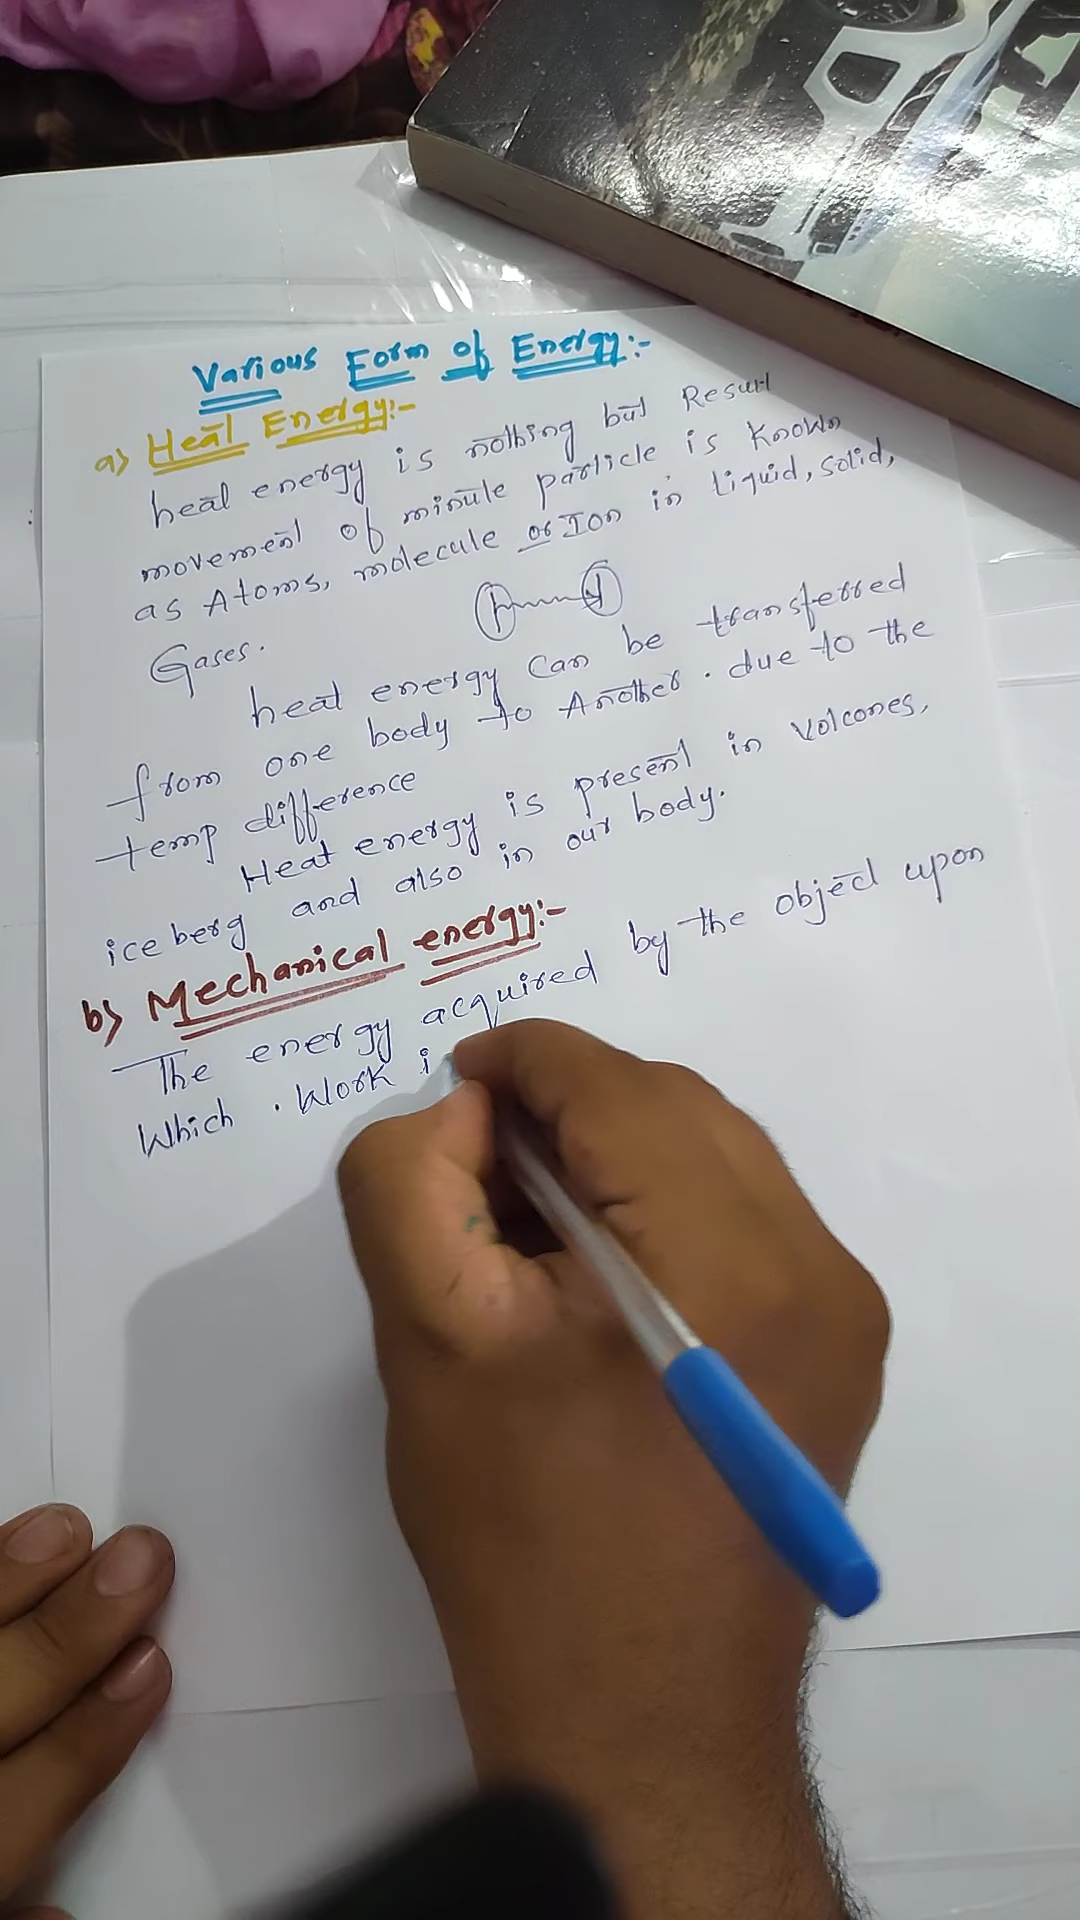 Various Form of Energy:-
a) Heat Energy:-
heat energy is nothing but Result
movement of minute particle is known
as Atoms, molecule or Ion in liquid, solid,
Gases.
heat energy can be transferred
from one body to Another. due to the
temp difference
Heat energy is present in volcones,
ice berg and also in our body.
b) Mechanical energy:-
The energy acquired by the object upon
Which . Work i